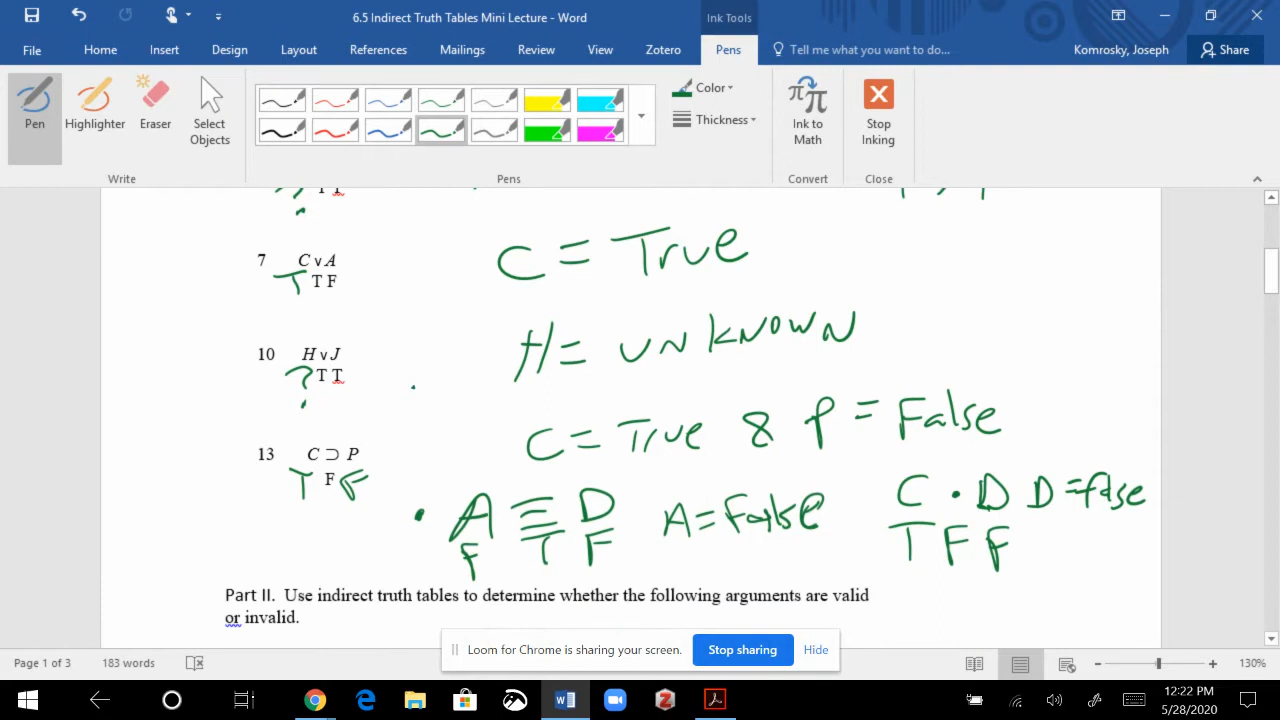 6.5 Indirect Truth Tables Mini Lecture - Word
Ink Tools
File Home Insert Design Layout References Mailings Review View Zotero Pens Tell me what you want to do... Komrosky, Joseph Share
Pen Highlighter Eraser Select Objects
Color
Thickness
Ink to Math
Stop Inking
Write Pens Convert Close
? T T
7 C v A
T T F
C = True
H = unknown
10 H v J
? T T
C = True & P = False
13 C ⊃ P
T F F
A ≡ D A = False C • D D = false
F T F T F F
Part II. Use indirect truth tables to determine whether the following arguments are valid
or invalid.
Loom for Chrome is sharing your screen. Stop sharing Hide
Page 1 of 3 183 words 130%
12:22 PM
5/28/2020